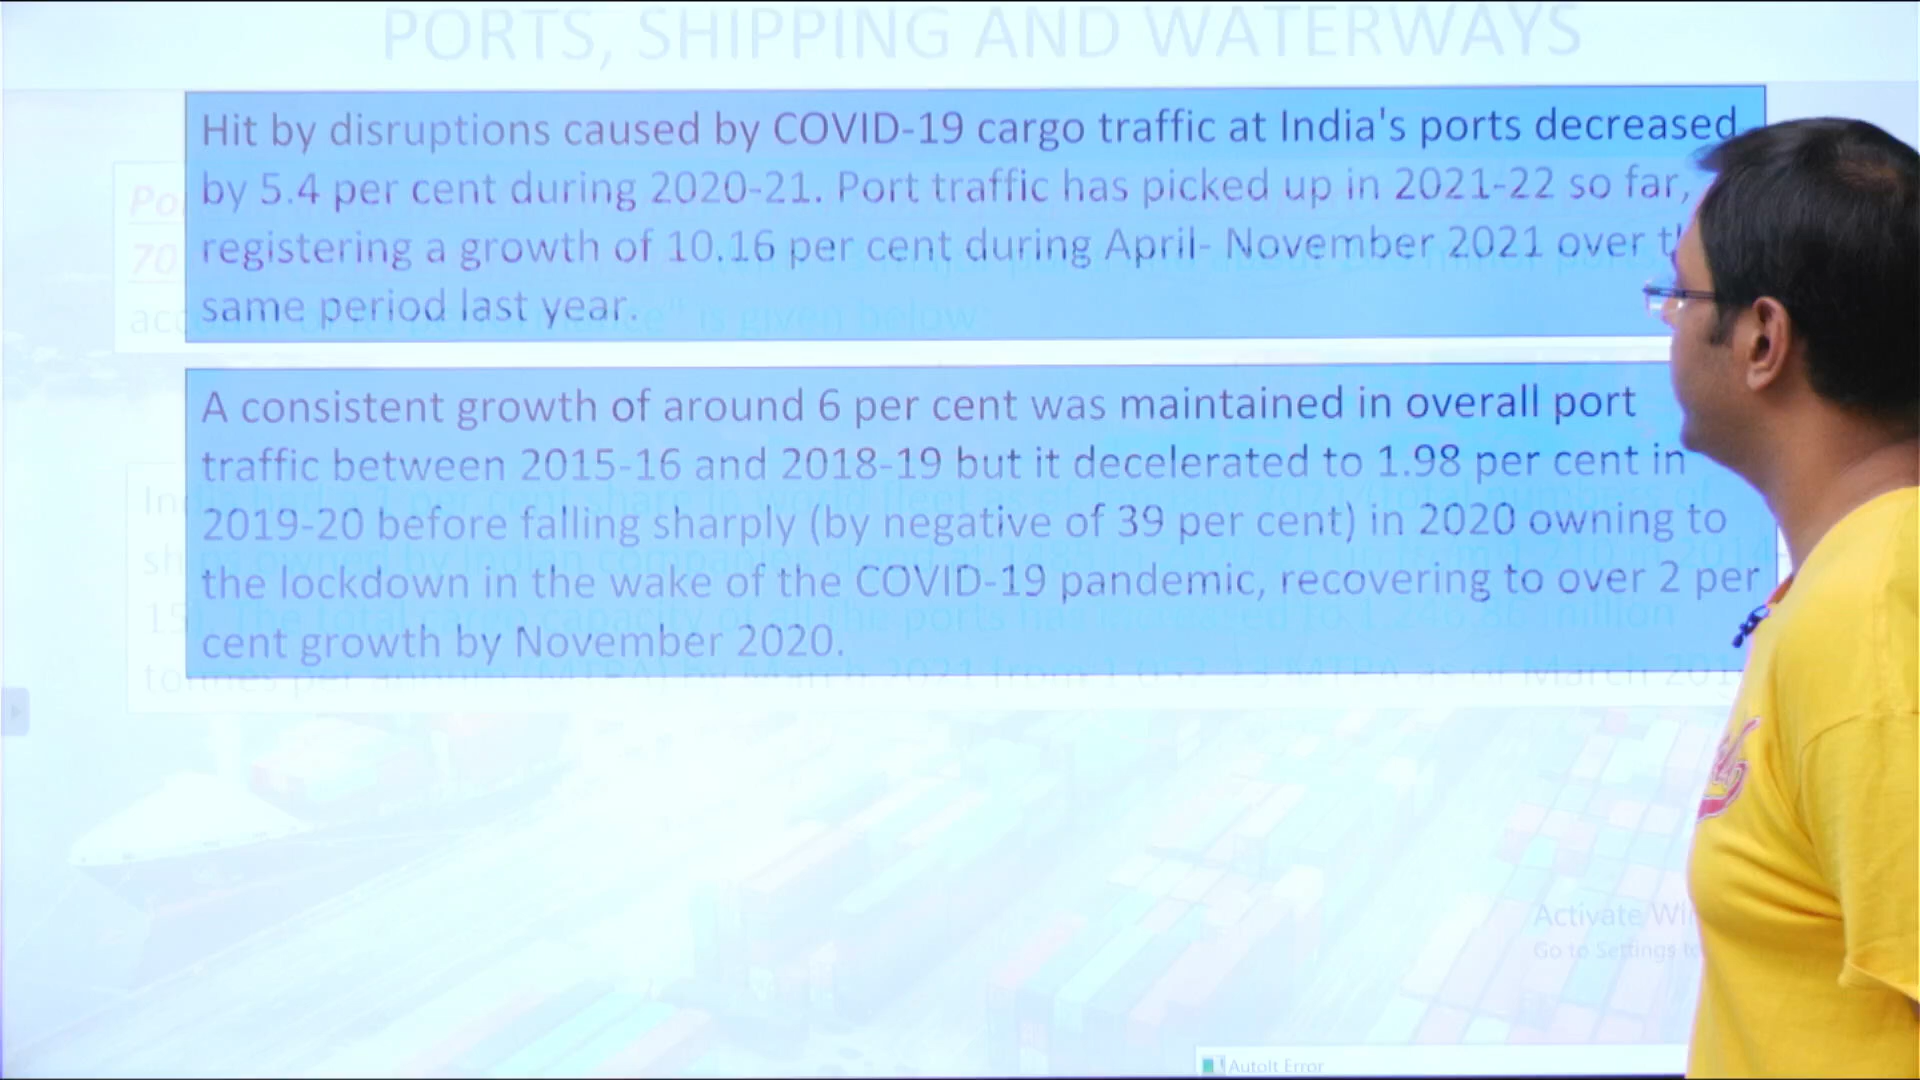 PORTS, SHIPPING AND WATERWAYS
Hit by disruptions caused by COVID-19 cargo traffic at India's ports decreased
by 5.4 per cent during 2020-21. Port traffic has picked up in 2021-22 so far,
registering a growth of 10.16 per cent during April- November 2021 over
same period last year.
is given below
A consistent growth of around 6 per cent was maintained in overall port
traffic between 2015-16 and 2018-19 but it decelerated to 1.98 per cent in
2019-20 before falling sharply (by negative of 39 per cent) in 2020 owning to
the lockdown in the wake of the COVID-19 pandemic, recovering to over 2 per
cent growth by November 2020.
Activate
Go to Settings
AutoIt Error